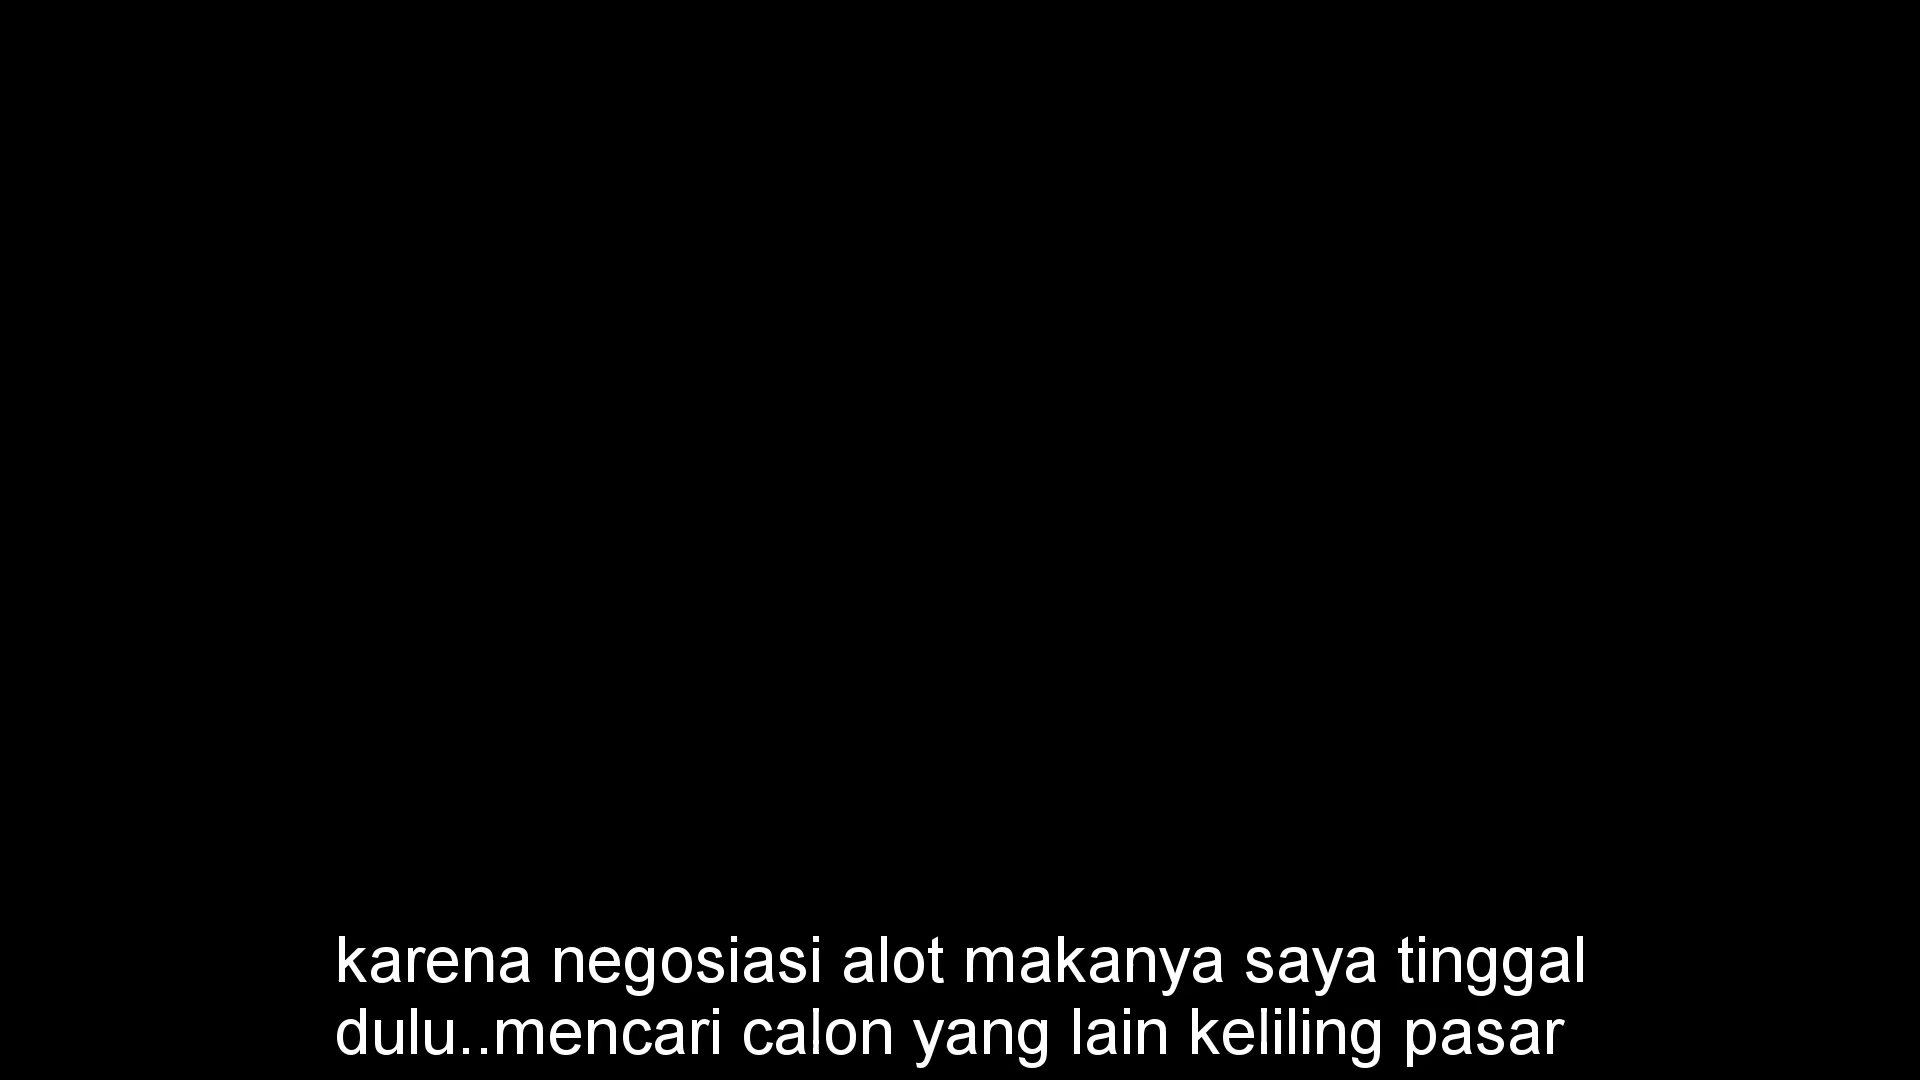 karena negosiasi alot makanya saya tinggal
dulu..mencari calon yang lain keliling pasar